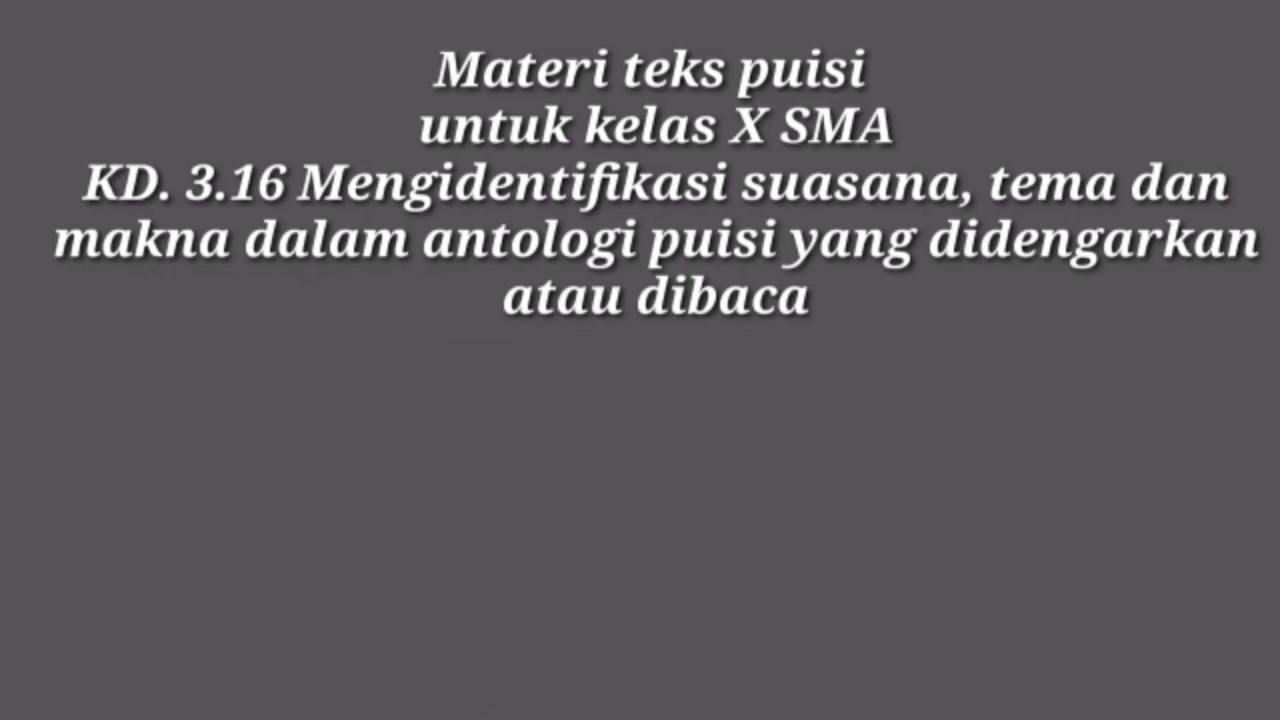 Materi teks puisi
untuk kelas X SMA
KD. 3.16 Mengidentifikasi suasana, tema dan
makna dalam antologi puisi yang didengarkan
atau dibaca